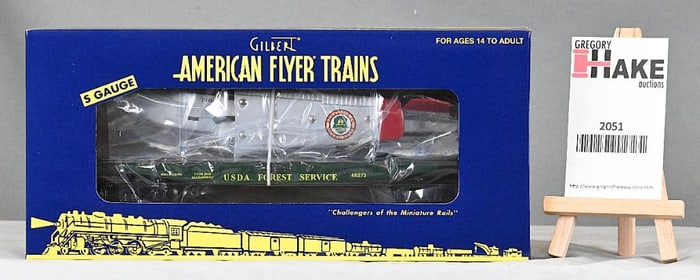 GILBERT
FOR AGES 14 TO ADULT
AMERICAN FLYER TRAINS
S GAUGE
USDA FOREST SERVICE 48273
"Challengers of the Miniature Rails"
GREGORY
HAKE
auctions
2051